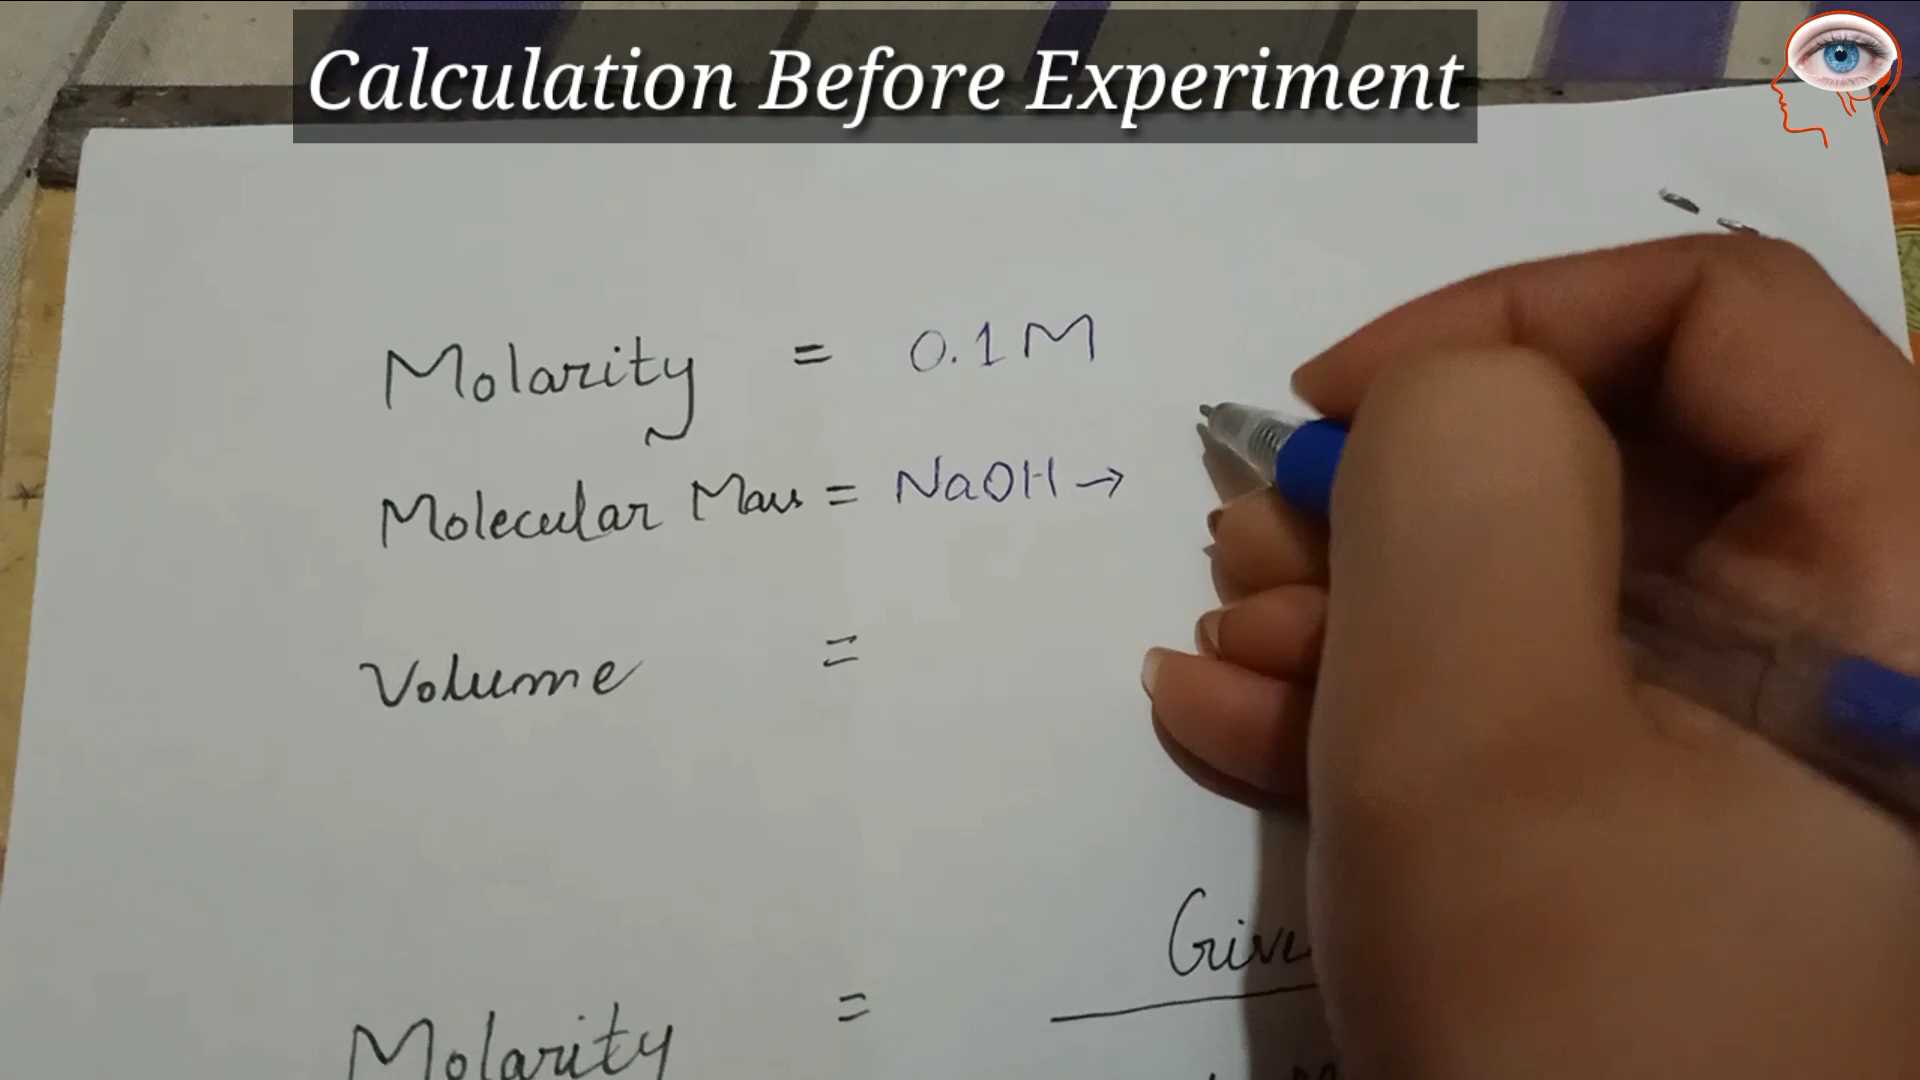 Calculation Before Experiment
Molarity = 0.1M
Molecular Mass = NaOH →
Volume =
Molarity =